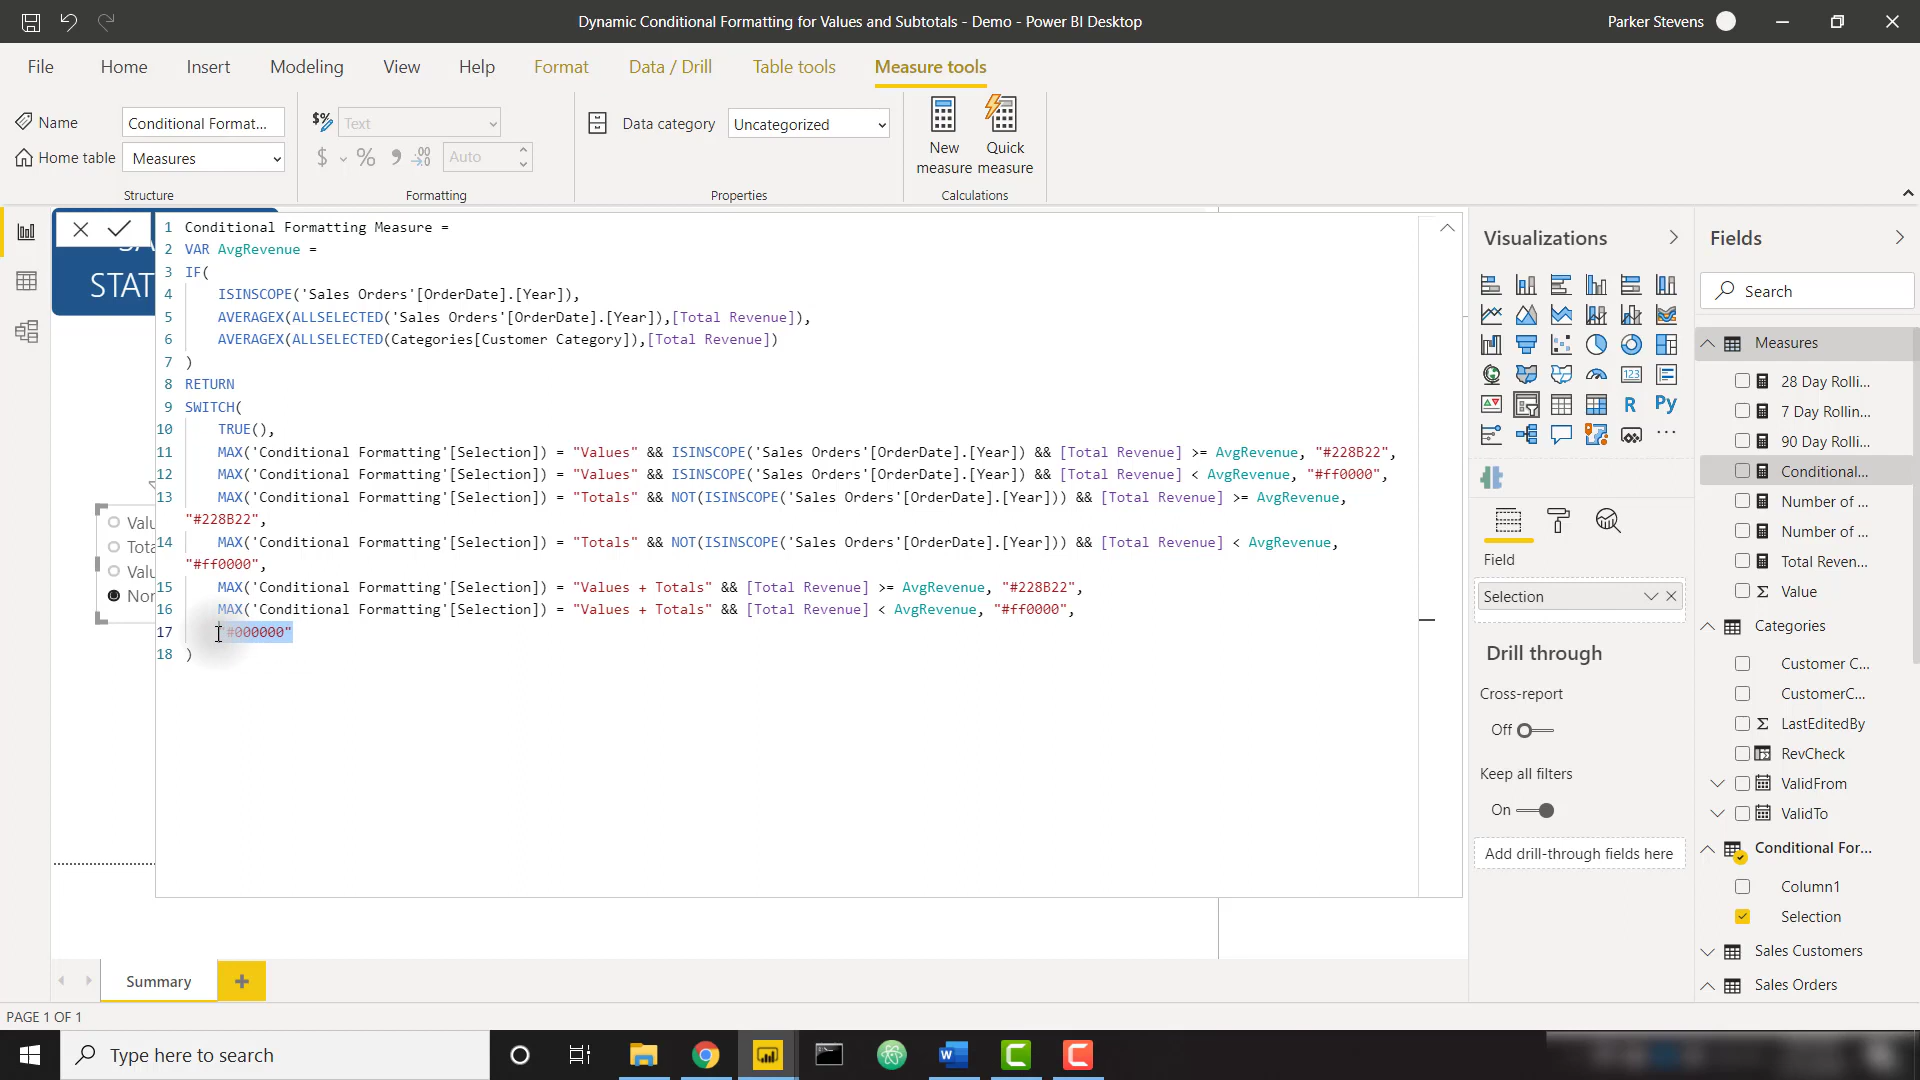 Dynamic Conditional Formatting for Values and Subtotals - Demo - Power BI Desktop
Parker Stevens
File Home Insert Modeling View Help Format Data / Drill Table tools Measure tools
Name Conditional Format...
Home table Measures
Structure
Text
$ % Auto
Formatting
Data category Uncategorized
Properties
New measure
Quick measure
Calculations
STAT
1 Conditional Formatting Measure =
2 VAR AvgRevenue =
3 IF(
4 ISINSCOPE('Sales Orders'[OrderDate].[Year]),
5 AVERAGEX(ALLSELECTED('Sales Orders'[OrderDate].[Year]),[Total Revenue]),
6 AVERAGEX(ALLSELECTED(Categories[Customer Category]),[Total Revenue])
7 )
8 RETURN
9 SWITCH(
10 TRUE(),
11 MAX('Conditional Formatting'[Selection]) = "Values" && ISINSCOPE('Sales Orders'[OrderDate].[Year]) && [Total Revenue] >= AvgRevenue, "#228B22",
12 MAX('Conditional Formatting'[Selection]) = "Values" && ISINSCOPE('Sales Orders'[OrderDate].[Year]) && [Total Revenue] < AvgRevenue, "#ff0000",
13 MAX('Conditional Formatting'[Selection]) = "Totals" && NOT(ISINSCOPE('Sales Orders'[OrderDate].[Year])) && [Total Revenue] >= AvgRevenue,
"#228B22",
14 MAX('Conditional Formatting'[Selection]) = "Totals" && NOT(ISINSCOPE('Sales Orders'[OrderDate].[Year])) && [Total Revenue] < AvgRevenue,
"#ff0000",
15 MAX('Conditional Formatting'[Selection]) = "Values + Totals" && [Total Revenue] >= AvgRevenue, "#228B22",
16 MAX('Conditional Formatting'[Selection]) = "Values + Totals" && [Total Revenue] < AvgRevenue, "#ff0000",
17 "#000000"
18 )
Valu
Tota
Valu
Non
Visualizations
123
R Py
...
Field
Selection
Drill through
Cross-report
Off
Keep all filters
On
Add drill-through fields here
Fields
Search
Measures
28 Day Rolli...
7 Day Rollin...
90 Day Rolli...
Conditional...
Number of ...
Number of ...
Total Reven...
Value
Categories
Customer C...
CustomerC...
LastEditedBy
RevCheck
ValidFrom
ValidTo
Conditional For...
Column1
Selection
Sales Customers
Sales Orders
Summary
PAGE 1 OF 1
Type here to search